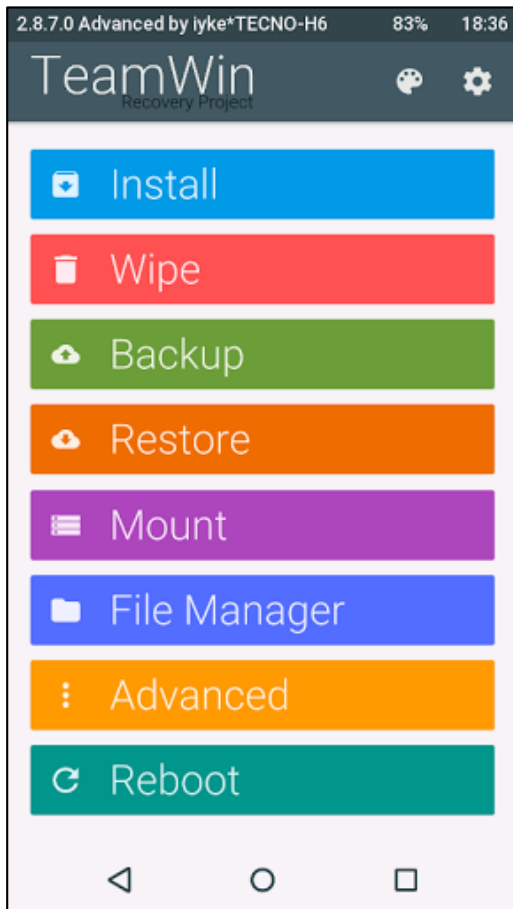 2.8.7.0 Advanced by iyke*TECNO-H6 83% 18:36
TeamWin
Recovery Project
Install
Wipe
Backup
Restore
Mount
File Manager
Advanced
Reboot